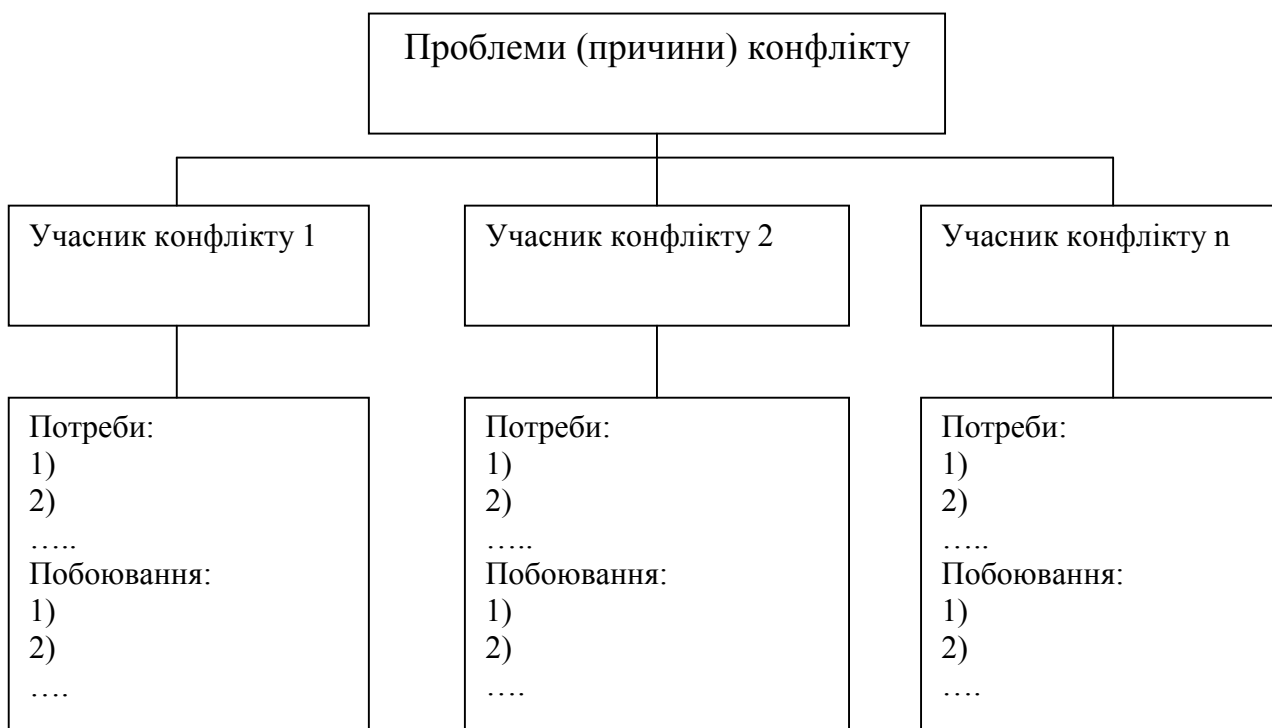 Проблеми (причини) конфлікту
Учасник конфлікту 1
Учасник конфлікту 2
Учасник конфлікту n
Потреби:
1)
2)
…..
Побоювання:
1)
2)
….
Потреби:
1)
2)
…..
Побоювання:
1)
2)
….
Потреби:
1)
2)
…..
Побоювання:
1)
2)
….